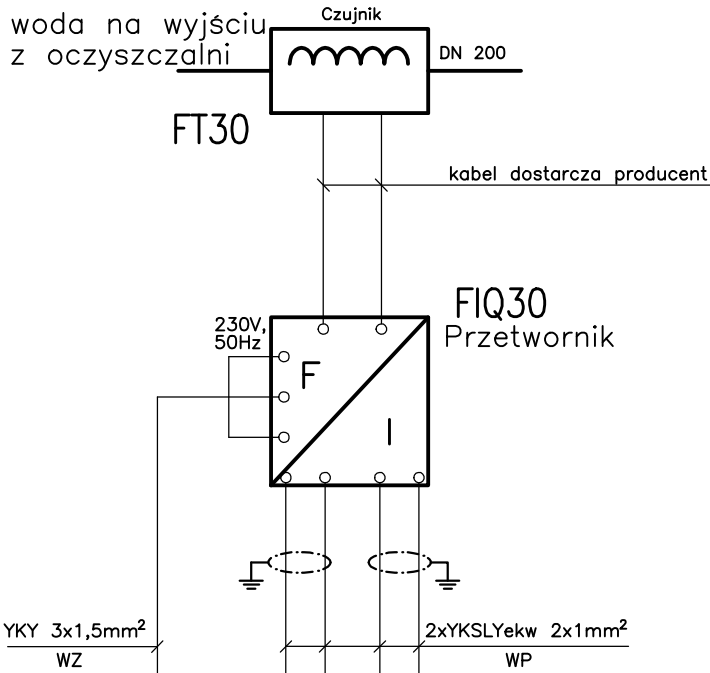 woda na wyjściu
z oczyszczalni
Czujnik
DN 200
FT30
kabel dostarcza producent
FIQ30
Przetwornik
230V,
50Hz
F
I
YKY 3x1,5mm²
WZ
2xYKSLYekw 2x1mm²
WP